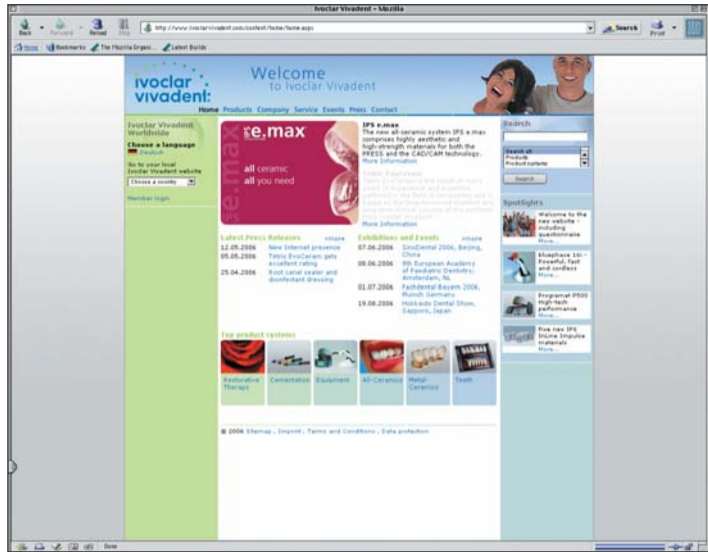 Ivoclar Vivadent - Mozilla
Back
Forward
Reload
Stop
http://www.ivoclarvivadent.com/content/home/home.aspx
Search
Print
Home
Bookmarks
The Mozilla Organi...
Latest Builds
ivoclar
vivadent:
Welcome
to Ivoclar Vivadent
Home Products Company Service Events Press Contact
Ivoclar Vivadent
Worldwide
Choose a language
Deutsch
Go to your local
Ivoclar Vivadent website
Choose a country
Member login
IPS e.max
all ceramic
all you need
IPS e.max
The new all-ceramic system IPS e.max
comprises highly aesthetic and
high-strength materials for both the
PRESS and the CAD/CAM technology.
More Information
More Information
Latest Press Releases »more
12.05.2006 New Internet presence
05.05.2006 Tetric EvoCeram gets
excellent rating
25.04.2006 Root canal sealer and
disinfectant dressing
Exhibitions and Events »more
07.06.2006 SinoDental 2006, Beijing,
China
08.06.2006 8th European Academy
of Paediatric Dentistry,
Amsterdam, NL
01.07.2006 Fachdental Bayern 2006,
Munich Germany
19.08.2006 Hokkaido Dental Show,
Sapporo, Japan
Top product systems
Restorative
Therapy
Cementation
Equipment
All-Ceramics
Metal-
Ceramics
Teeth
© 2006 Sitemap . Imprint . Terms and Conditions . Data protection
Search
Search at
Products
Product systems
Search
Spotlights
Welcome to the
new website -
including
questionnaire
More...
bluephase 16i -
Powerful, fast
and cordless
More...
Programat P500
High-tech
performance
More...
Five new IPS
InLine Impulse
materials
More...
Done